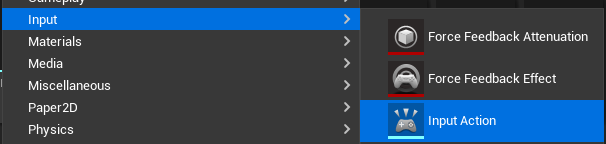 Input
Materials
Media
Miscellaneous
Paper2D
Physics
Force Feedback Attenuation
Force Feedback Effect
Input Action